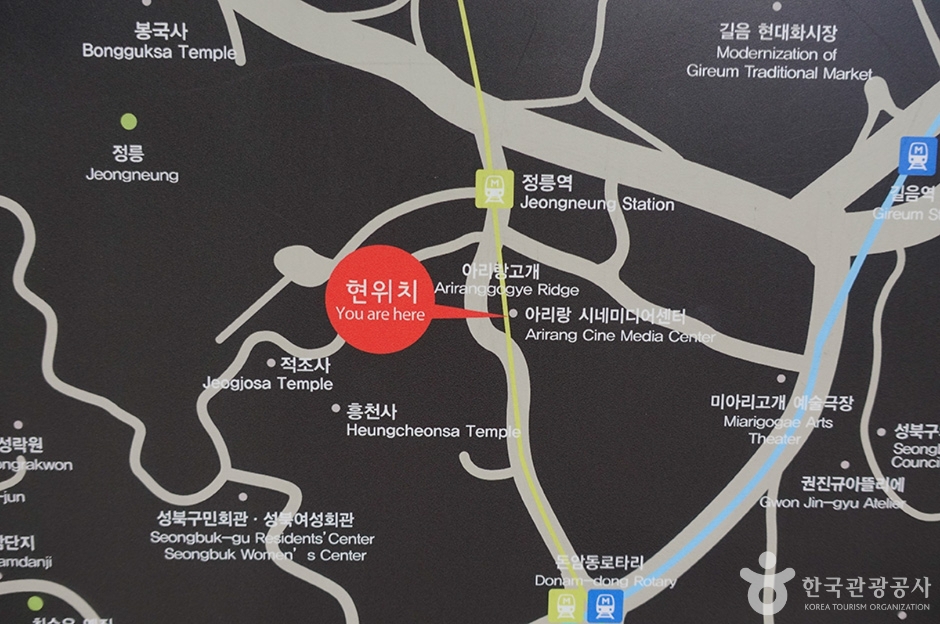 봉국사
Bongguksa Temple
길음 현대화시장
Modernization of
Gireum Traditional Market
정릉
Jeongneung
정릉역
Jeongneung Station
M
길음역
Gireum
현위치
You are here
아리랑고개
Ariranggogye Ridge
아리랑 시네미디어센터
Arirang Cine Media Center
적조사
Jeogjosa Temple
흥천사
Heungcheonsa Temple
미아리고개 예술극장
Miarigogae Arts
Theater
성락원
ongrakwon
-jun
성북구
Seongb
Counci
권진규아뜰리에
Gwon Jin-gyu Atelier
성북구민회관 · 성북여성회관
Seongbuk-gu Residents' Center
Seongbuk Women's Center
단지
amdanji
돈암동로타리
Donam-dong Rotary
M
M
한국관광공사
KOREA TOURISM ORGANIZATION